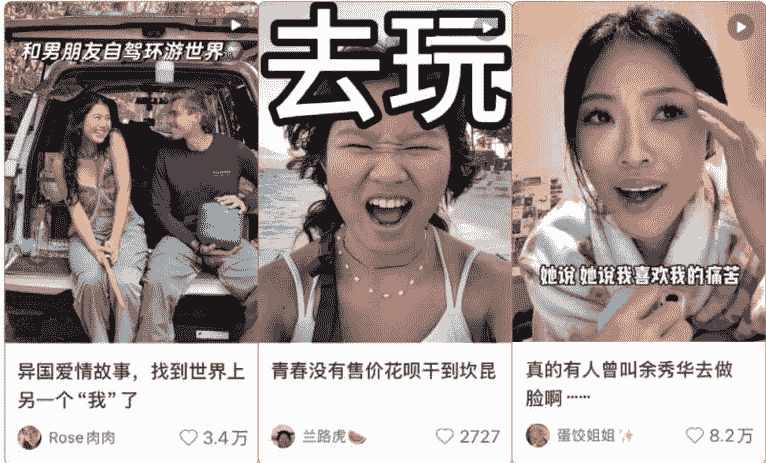 和男朋友自驾环游世界
异国爱情故事，找到世界上
另一个“我”了
Rose肉肉
3.4万
去玩
青春没有售价花呗干到坎昆
兰路虎🍉
2727
她说 她说我喜欢我的痛苦
真的有人曾叫余秀华去做
脸啊……
蛋饺姐姐✨
8.2万